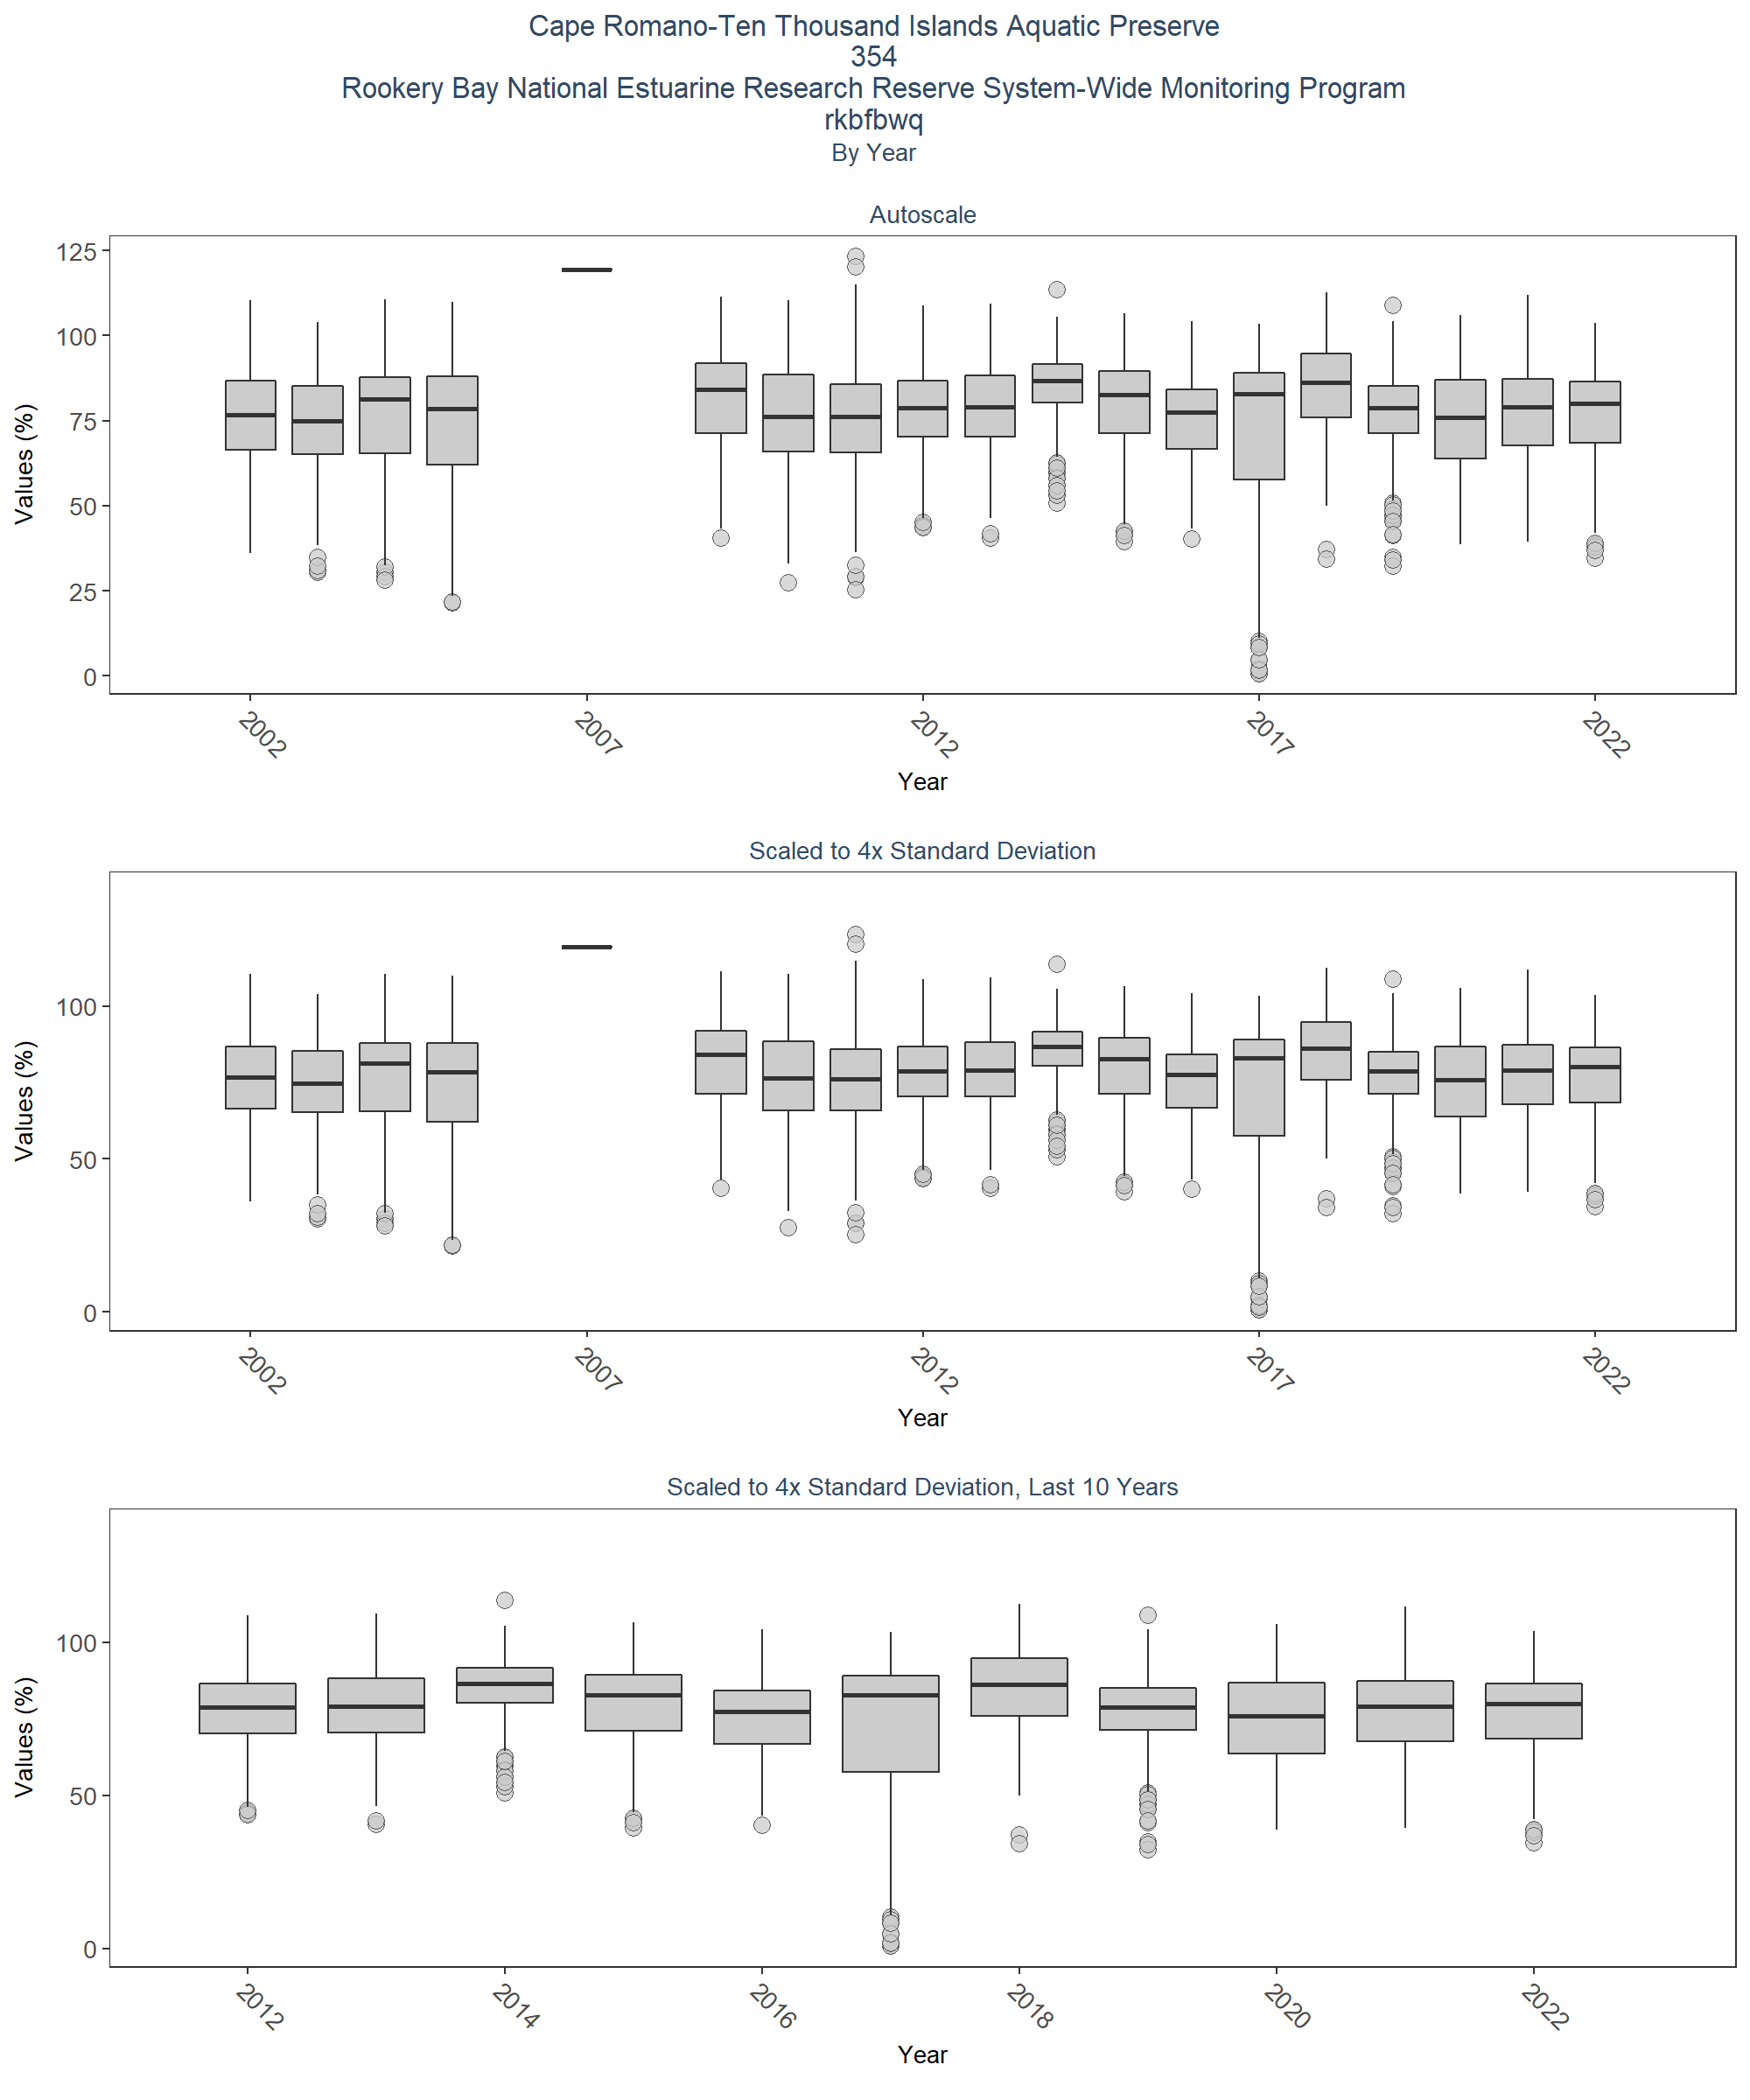 Cape Romano-Ten Thousand Islands Aquatic Preserve
354
Rookery Bay National Estuarine Research Reserve System-Wide Monitoring Program
rkbfbwq
By Year
Autoscale
Values (%)
125
100
75
50
25
0
2002
2007
2012
2017
2022
Year
Scaled to 4x Standard Deviation
Values (%)
100
50
0
2002
2007
2012
2017
2022
Year
Scaled to 4x Standard Deviation, Last 10 Years
Values (%)
100
50
0
2012
2014
2016
2018
2020
2022
Year